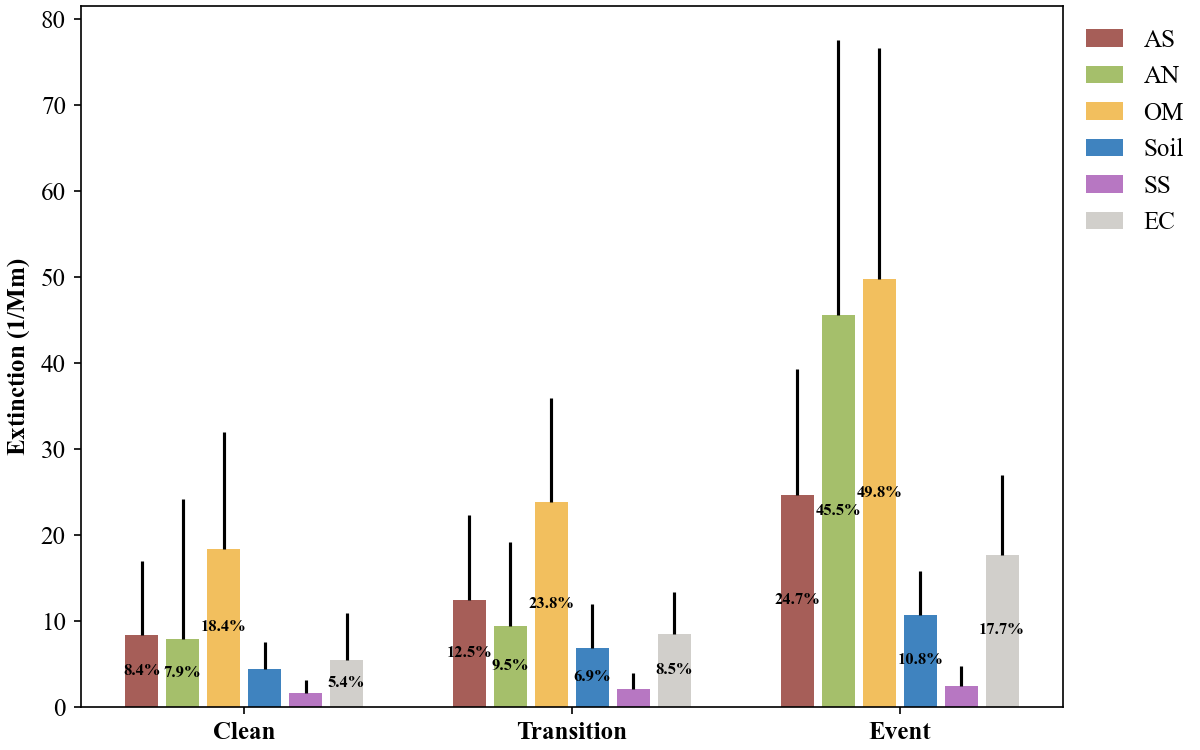 80
70
60
50
40
30
20
10
0
Extinction (1/Mm)
8.4%
7.9%
18.4%
5.4%
12.5%
9.5%
23.8%
6.9%
8.5%
24.7%
45.5%
49.8%
10.8%
17.7%
Clean
Transition
Event
AS
AN
OM
Soil
SS
EC